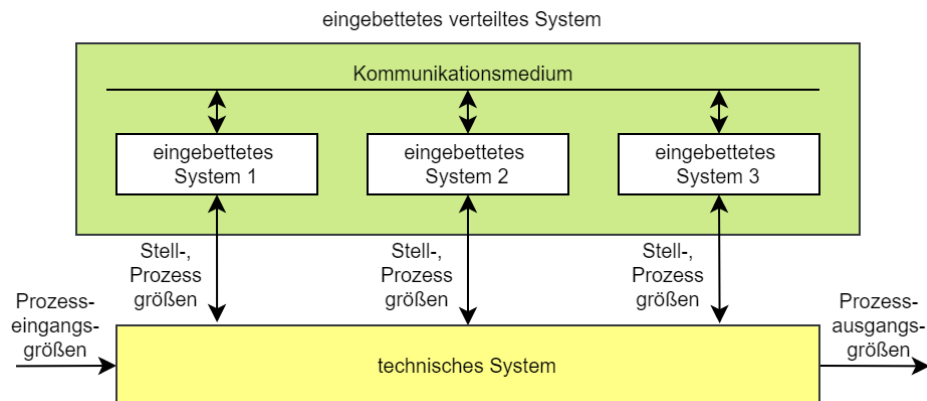 eingebettetes verteiltes System
Kommunikationsmedium
eingebettetes
System 1
eingebettetes
System 2
eingebettetes
System 3
Stell-,
Prozess
größen
Stell-,
Prozess
größen
Stell-,
Prozess
größen
Prozess-
eingangs-
größen
Prozess-
ausgangs-
größen
technisches System